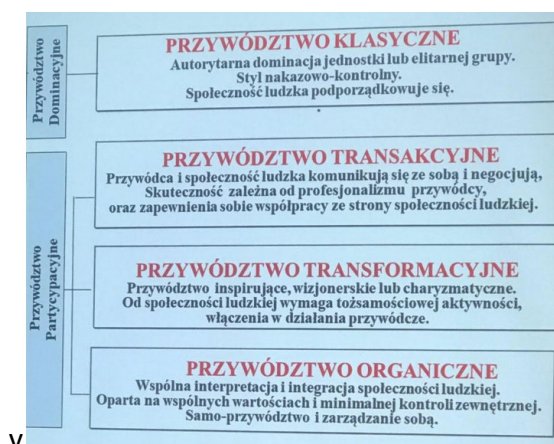 Przywództwo
Dominacyjne
PRZYWÓDZTWO KLASYCZNE
Autorytarna dominacja jednostki lub elitarnej grupy.
Styl nakazowo-kontrolny.
Społeczność ludzka podporządkowuje się.
Przywództwo
Partycypacyjne
PRZYWÓDZTWO TRANSAKCYJNE
Przywódca i społeczność ludzka komunikują się ze sobą i negocjują,
Skuteczność zależna od profesjonalizmu przywódcy,
oraz zapewnienia sobie współpracy ze strony społeczności ludzkiej.
PRZYWÓDZTWO TRANSFORMACYJNE
Przywództwo inspirujące, wizjonerskie lub charyzmatyczne.
Od społeczności ludzkiej wymaga tożsamościowej aktywności,
włączenia w działania przywódcze.
PRZYWÓDZTWO ORGANICZNE
Wspólna interpretacja i integracja społeczności ludzkiej.
Oparta na wspólnych wartościach i minimalnej kontroli zewnętrznej.
Samo-przywództwo i zarządzanie sobą.
v